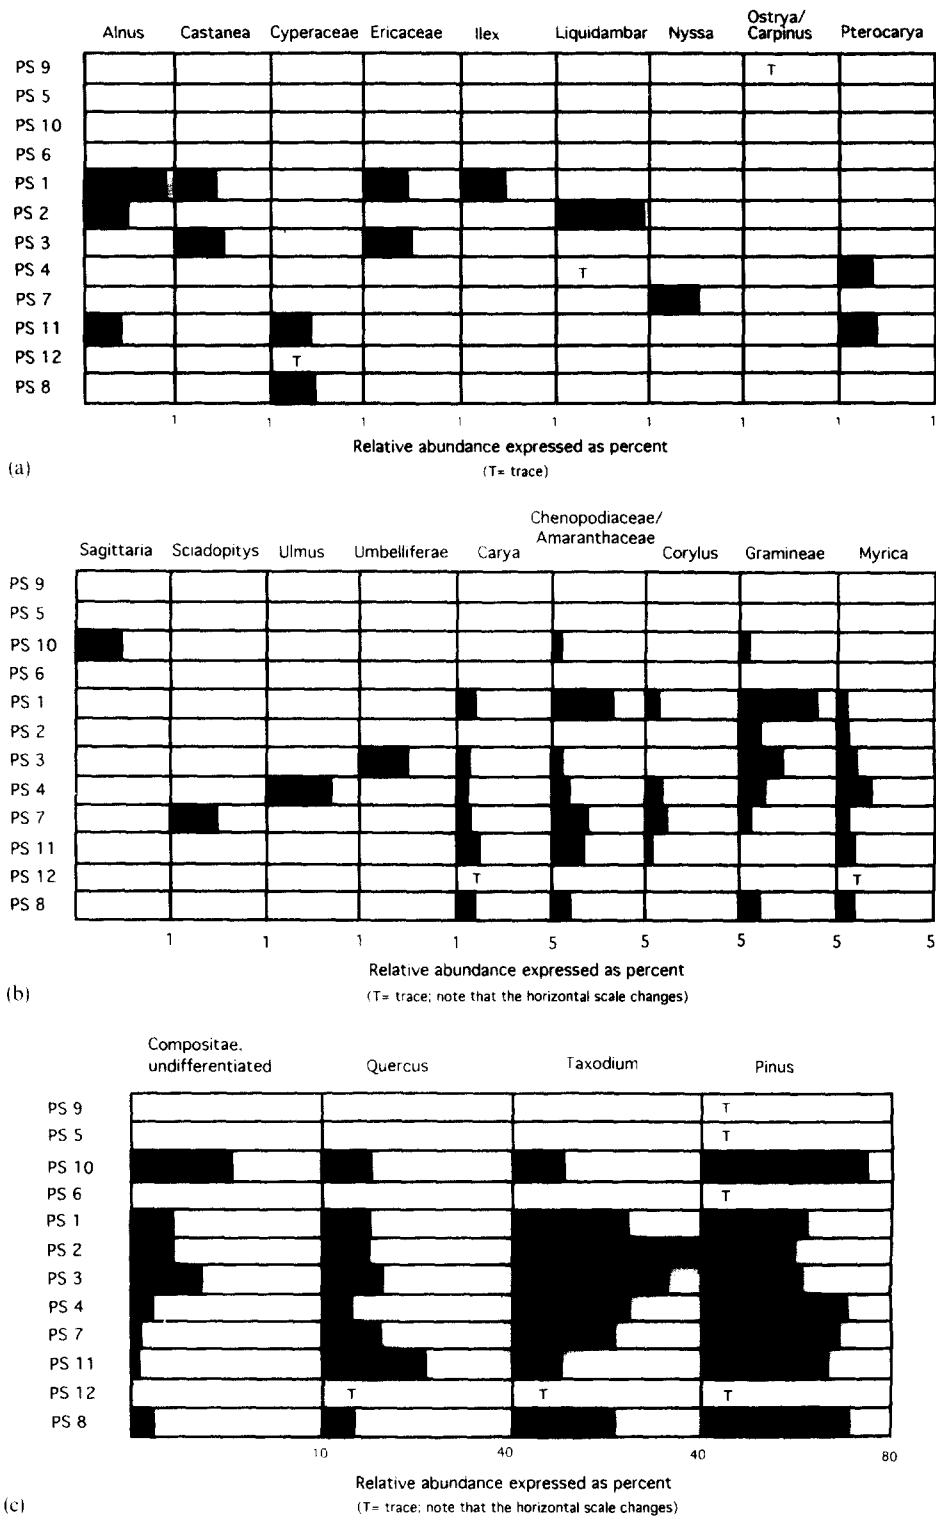 Alnus Castanea Cyperaceae Ericaceae Ilex Liquidambar Nyssa Ostrya/ Carpinus Pterocarya
PS 9 T
PS 5
PS 10
PS 6
PS 1
PS 2
PS 3
PS 4 T
PS 7
PS 11
PS 12 T
PS 8
1 1 1 1 1 1 1 1 1
Relative abundance expressed as percent
(a) (T= trace)
Chenopodiaceae/
Sagittaria Sciadopitys Ulmus Umbelliferae Carya Amaranthaceae Corylus Gramineae Myrica
PS 9
PS 5
PS 10
PS 6
PS 1
PS 2
PS 3
PS 4
PS 7
PS 11
PS 12 T T
PS 8
1 1 1 1 5 5 5 5 5
Relative abundance expressed as percent
(b) (T= trace; note that the horizontal scale changes)
Compositae.
undifferentiated Quercus Taxodium Pinus
PS 9 T
PS 5 T
PS 10
PS 6 T
PS 1
PS 2
PS 3
PS 4
PS 7
PS 11
PS 12 T T T
PS 8
10 40 40 80
Relative abundance expressed as percent
(c) (T= trace; note that the horizontal scale changes)